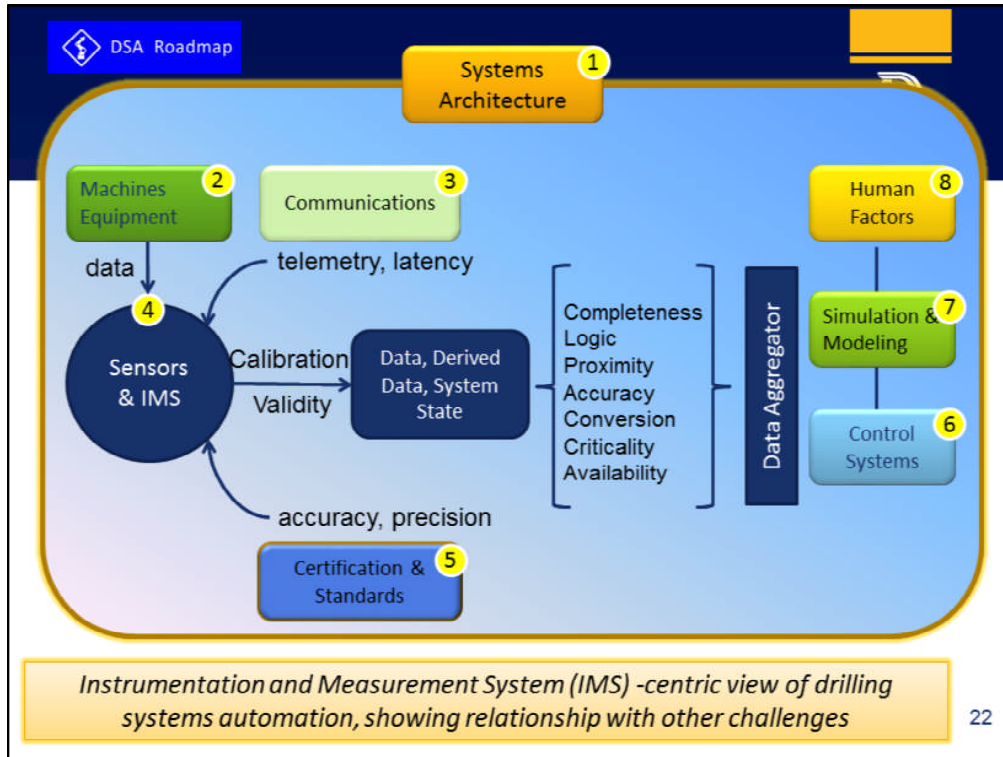 DSA Roadmap
Systems
Architecture
1
Machines
Equipment
2
Communications
3
Human
Factors
8
data
telemetry, latency
4
Sensors
& IMS
Calibration
Validity
Data, Derived
Data, System
State
Completeness
Logic
Proximity
Accuracy
Conversion
Criticality
Availability
Data Aggregator
Simulation &
Modeling
7
Control
Systems
6
accuracy, precision
Certification &
Standards
5
Instrumentation and Measurement System (IMS) -centric view of drilling
systems automation, showing relationship with other challenges
22